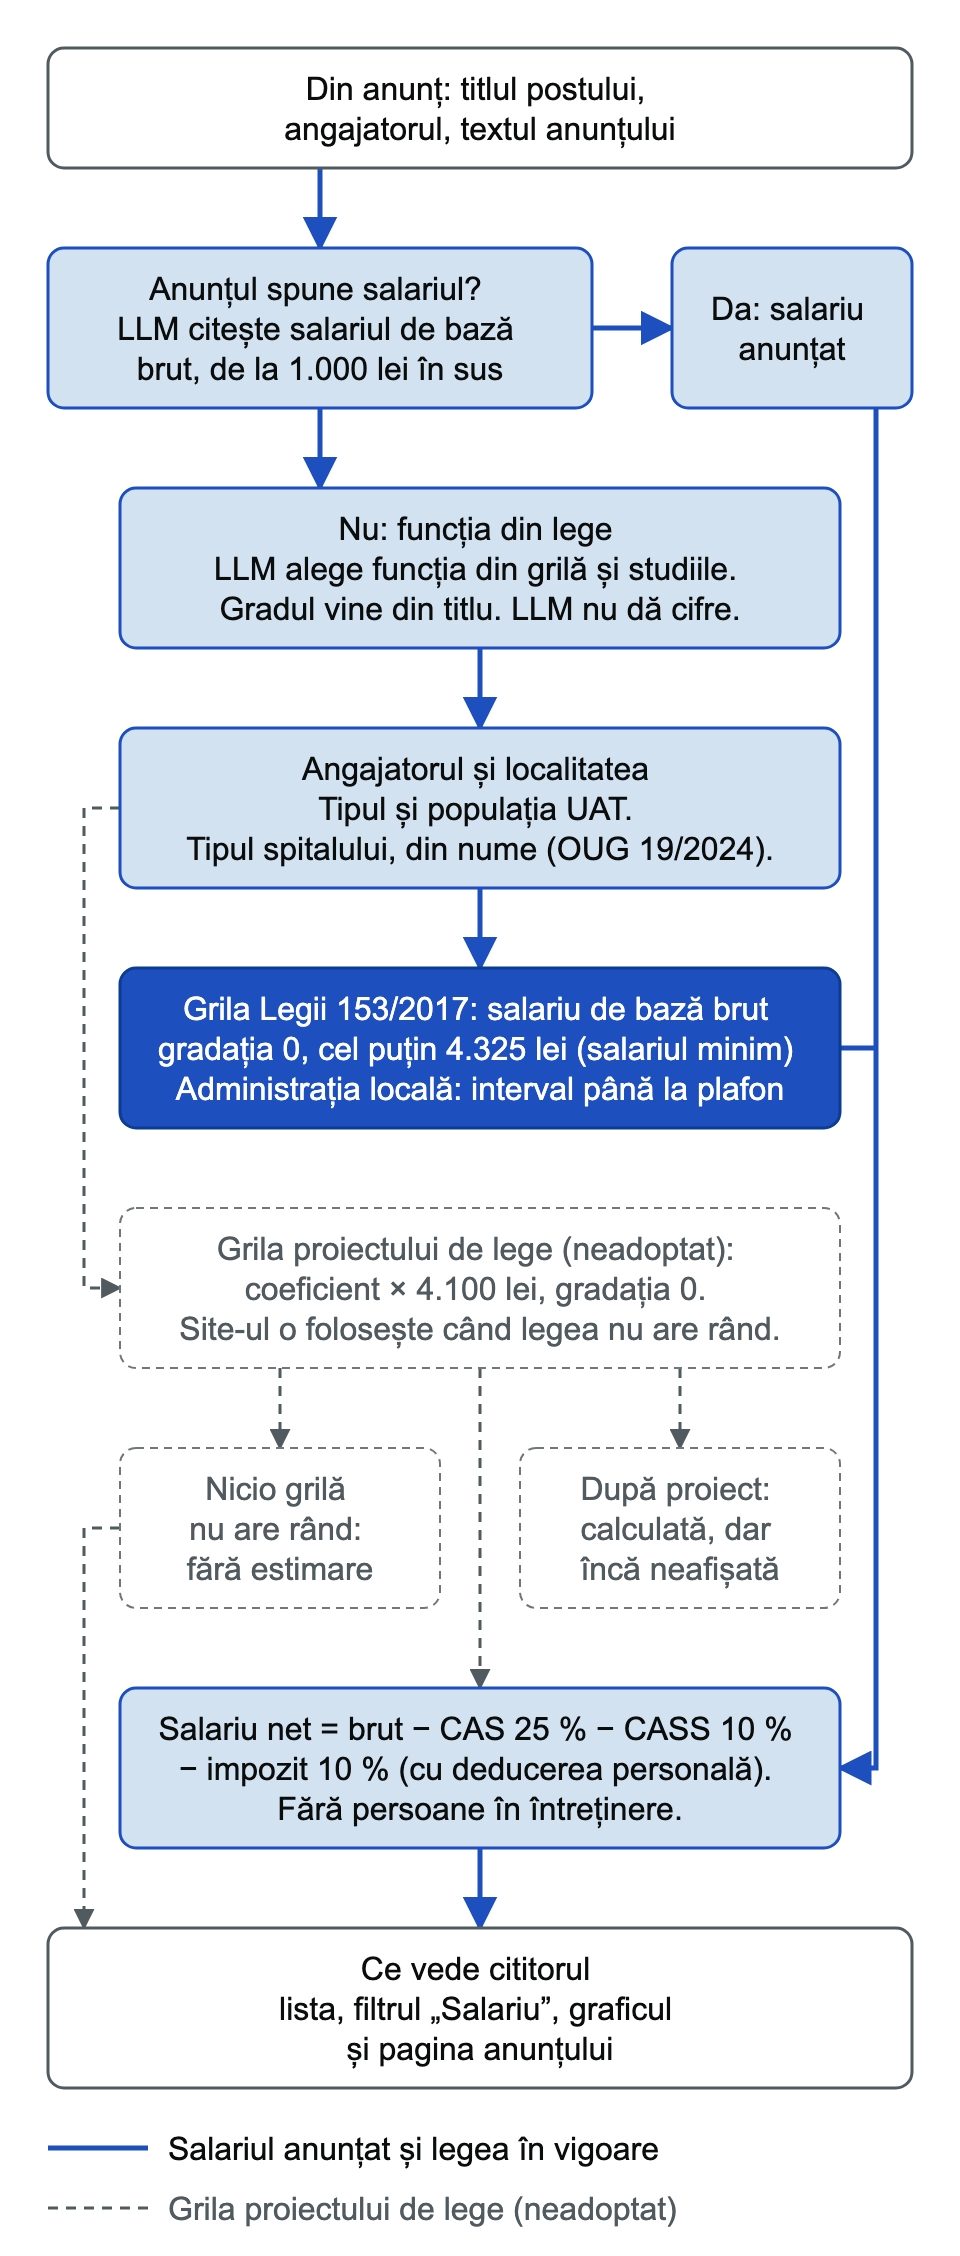 Din anunț: titlul postului,
angajatorul, textul anunțului
Anunțul spune salariul?
LLM citește salariul de bază
brut, de la 1.000 lei în sus
Da: salariu
anunțat
Nu: funcția din lege
LLM alege funcția din grilă și studiile.
Gradul vine din titlu. LLM nu dă cifre.
Angajatorul și localitatea
Tipul și populația UAT.
Tipul spitalului, din nume (OUG 19/2024).
Grila Legii 153/2017: salariu de bază brut
gradația 0, cel puțin 4.325 lei (salariul minim)
Administrația locală: interval până la plafon
Grila proiectului de lege (neadoptat):
coeficient × 4.100 lei, gradația 0.
Site-ul o folosește când legea nu are rând.
Nicio grilă
nu are rând:
fără estimare
După proiect:
calculată, dar
încă neafișată
Salariu net = brut − CAS 25 % − CASS 10 %
− impozit 10 % (cu deducerea personală).
Fără persoane în întreținere.
Ce vede cititorul
lista, filtrul „Salariu”, graficul
și pagina anunțului
Salariul anunțat și legea în vigoare
Grila proiectului de lege (neadoptat)